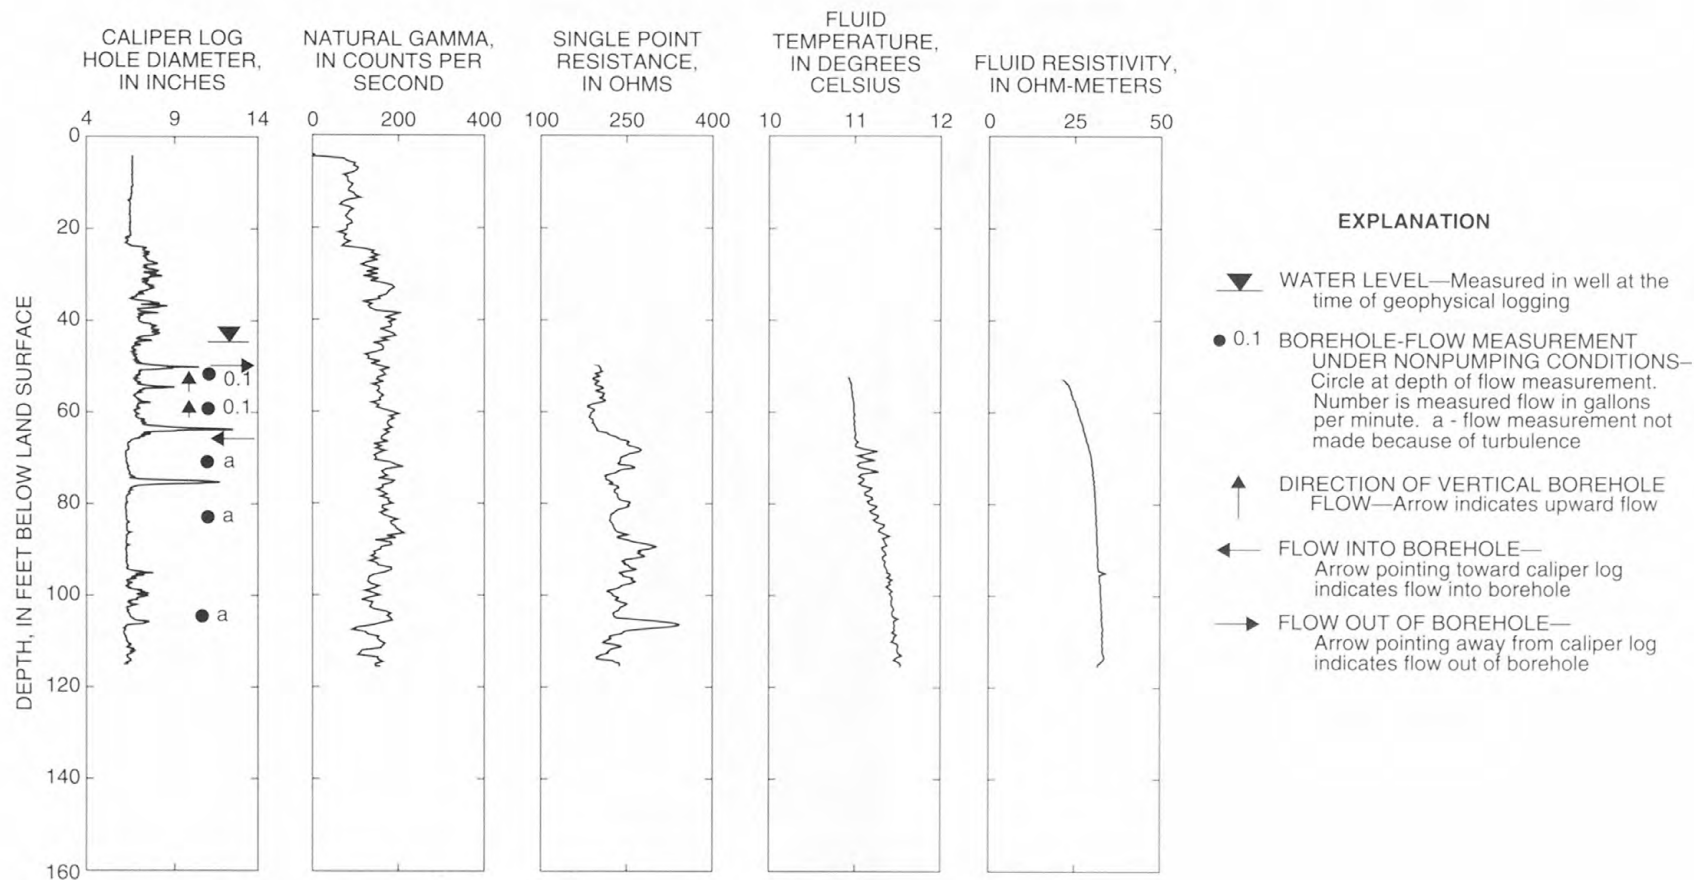 CALIPER LOG
HOLE DIAMETER,
IN INCHES
NATURAL GAMMA,
IN COUNTS PER
SECOND
SINGLE POINT
RESISTANCE,
IN OHMS
FLUID
TEMPERATURE,
IN DEGREES
CELSIUS
FLUID RESISTIVITY,
IN OHM-METERS
4 9 14
0 200 400
100 250 400
10 11 12
0 25 50
DEPTH, IN FEET BELOW LAND SURFACE
0
20
40
60
80
100
120
140
160
0.1
0.1
a
a
a
EXPLANATION
WATER LEVEL—Measured in well at the
time of geophysical logging
0.1 BOREHOLE-FLOW MEASUREMENT
UNDER NONPUMPING CONDITIONS—
Circle at depth of flow measurement.
Number is measured flow in gallons
per minute. a - flow measurement not
made because of turbulence
DIRECTION OF VERTICAL BOREHOLE
FLOW—Arrow indicates upward flow
FLOW INTO BOREHOLE—
Arrow pointing toward caliper log
indicates flow into borehole
FLOW OUT OF BOREHOLE—
Arrow pointing away from caliper log
indicates flow out of borehole